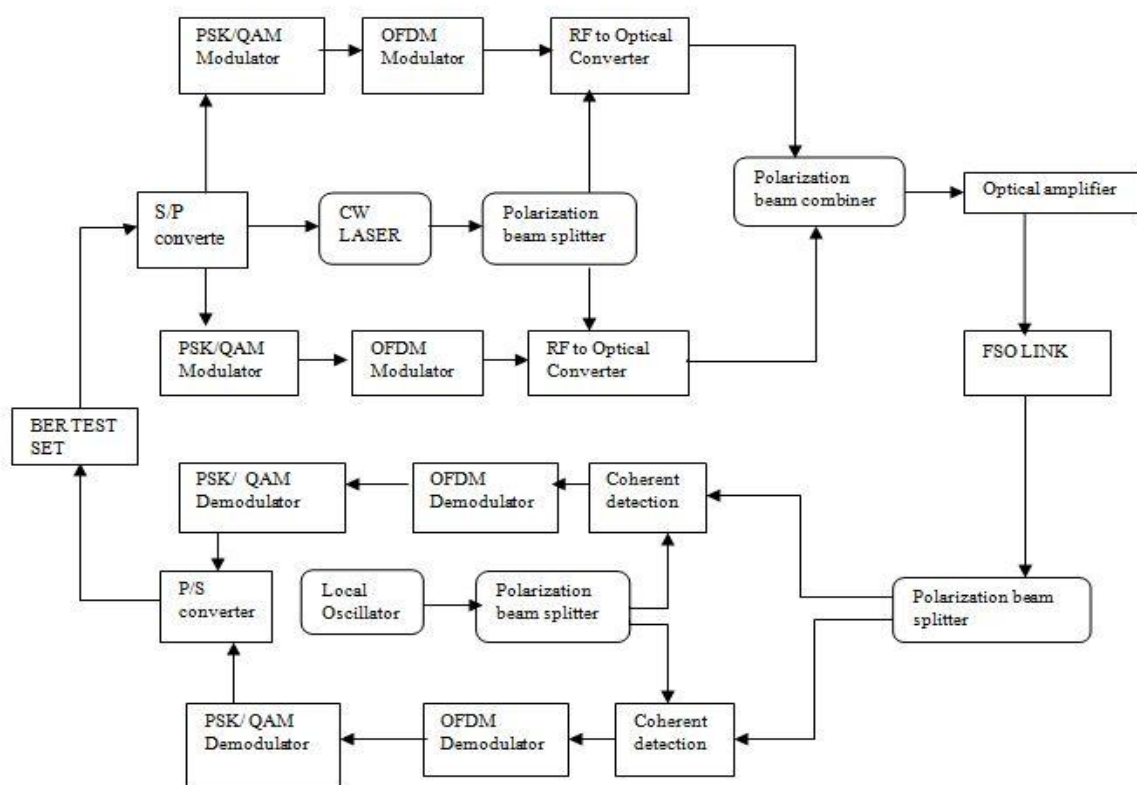 PSK/QAM
Modulator
OFDM
Modulator
RF to Optical
Converter
Polarization
beam combiner
Optical amplifier
S/P
converte
CW
LASER
Polarization
beam splitter
PSK/QAM
Modulator
OFDM
Modulator
RF to Optical
Converter
FSO LINK
BER TEST
SET
PSK/ QAM
Demodulator
OFDM
Demodulator
Coherent
detection
P/S
converter
Local
Oscillator
Polarization
beam splitter
Polarization beam
splitter
PSK/ QAM
Demodulator
OFDM
Demodulator
Coherent
detection